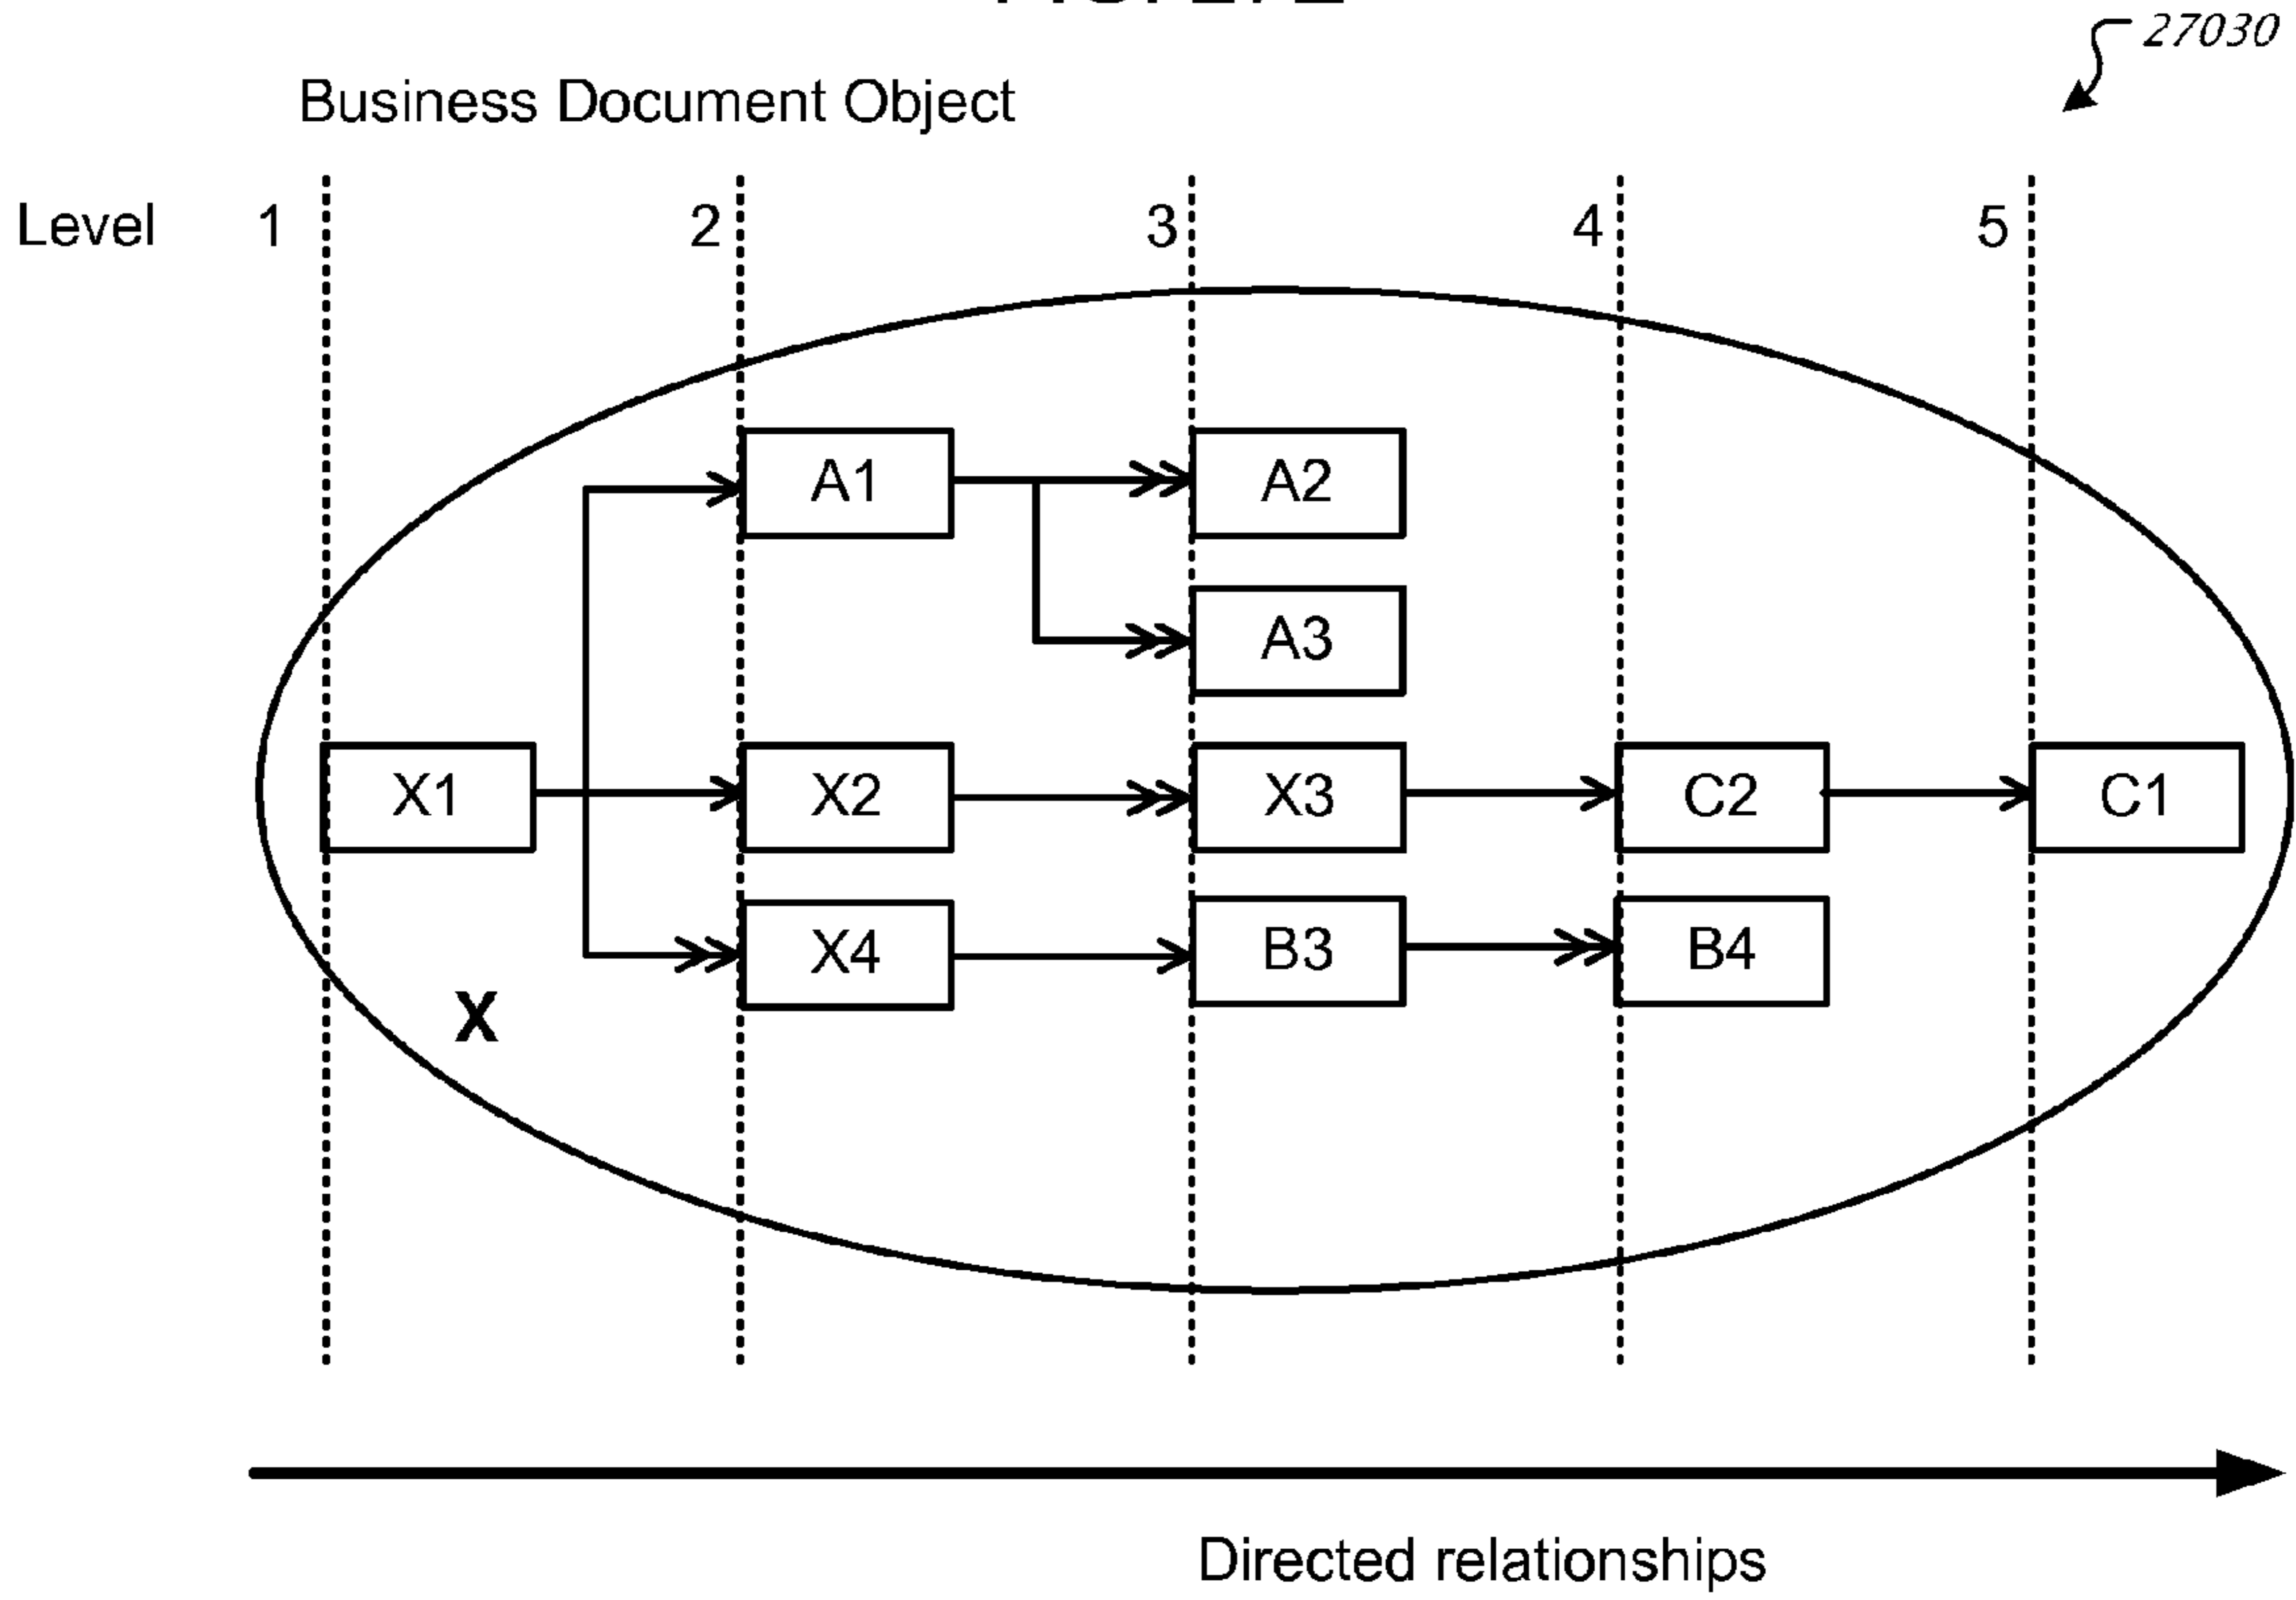 27030
Business Document Object
Level 1 2 3 4 5
A1 A2
A3
X1 X2 X3 C2 C1
X4 B3 B4
X
Directed relationships